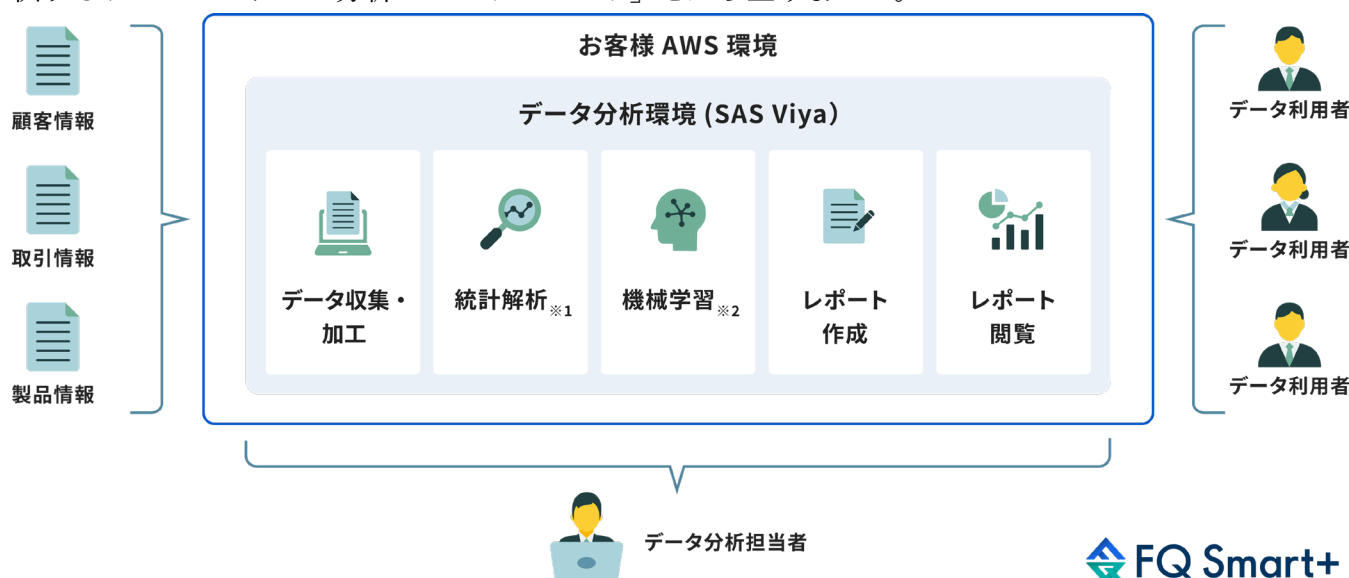 お客様 AWS 環境
データ分析環境 (SAS Viya）
顧客情報
取引情報
製品情報
データ収集・
加工
統計解析※1
機械学習※2
レポート
作成
レポート
閲覧
データ利用者
データ利用者
データ利用者
データ分析担当者
FQ Smart+